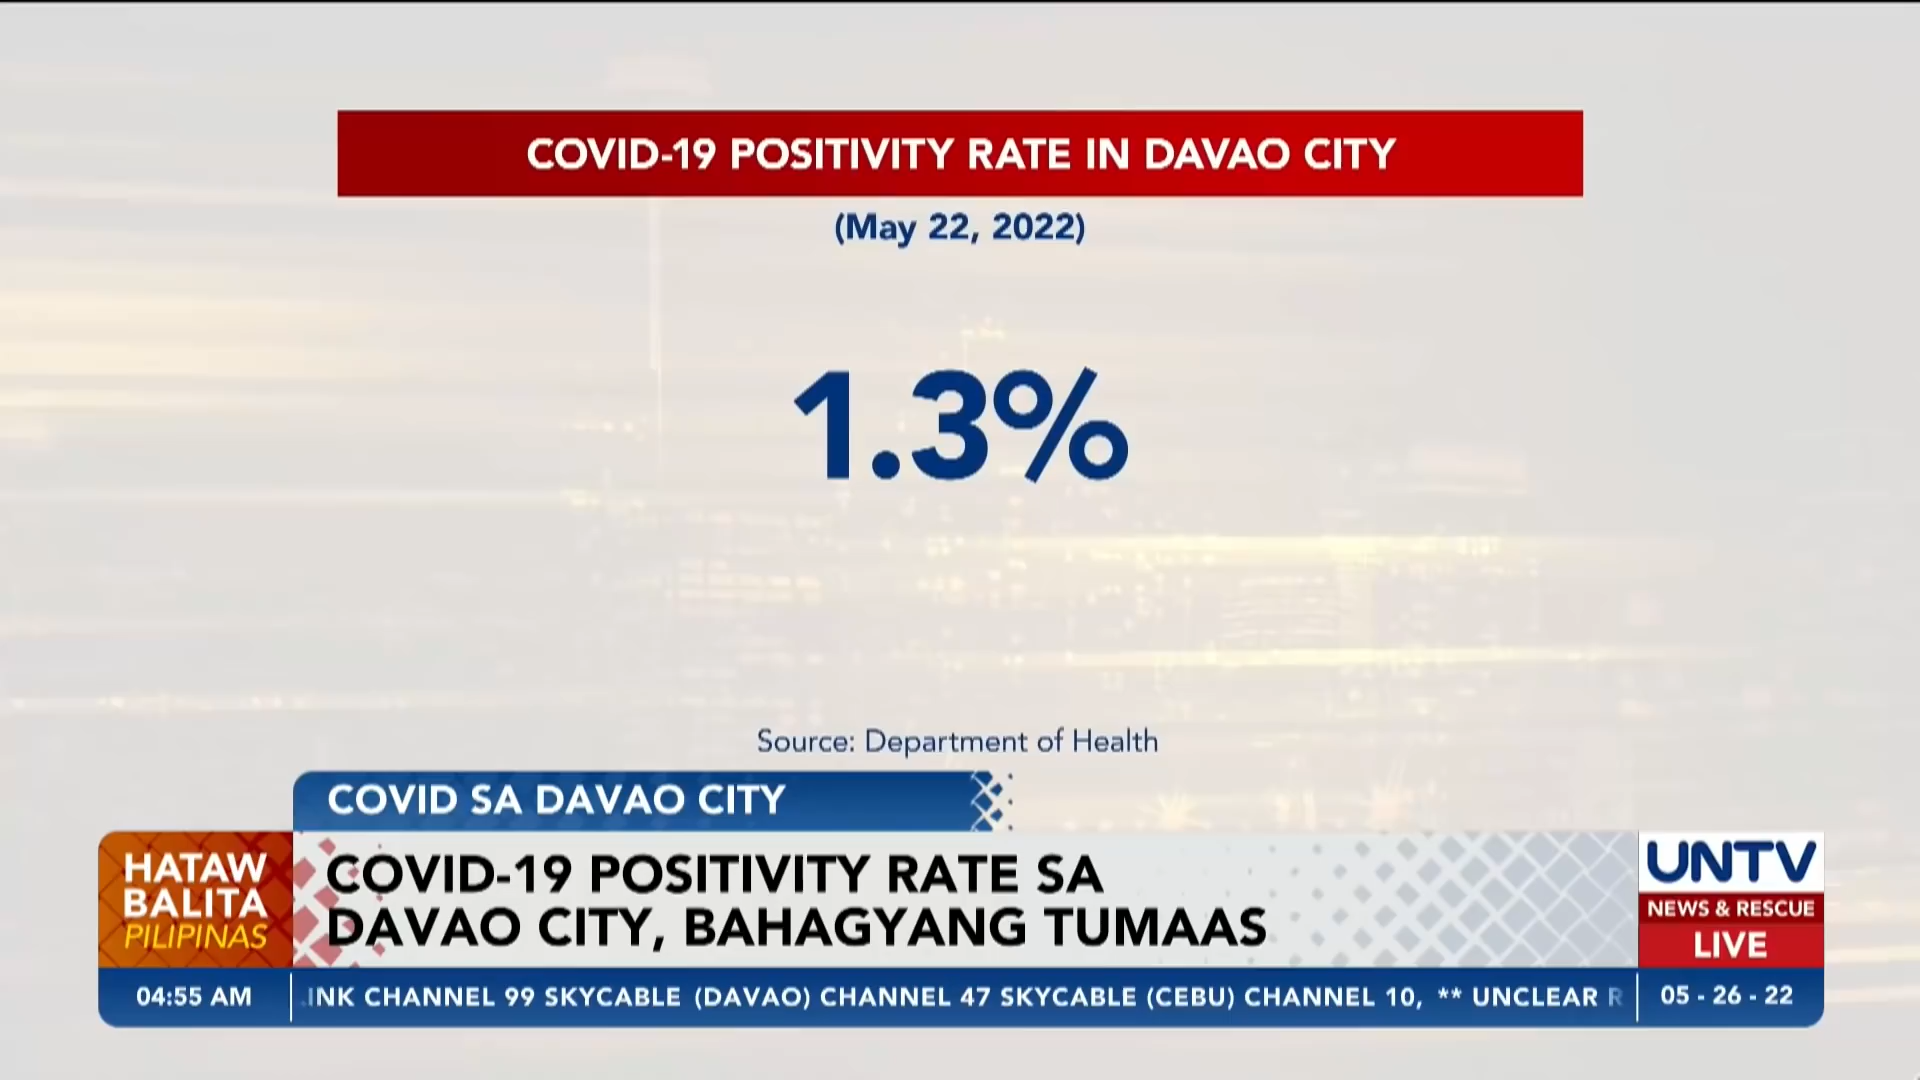 COVID-19 POSITIVITY RATE IN DAVAO CITY
(May 22, 2022)
1.3%
Source: Department of Health
COVID SA DAVAO CITY
HATAW
BALITA
PILIPINAS
COVID-19 POSITIVITY RATE SA
DAVAO CITY, BAHAGYANG TUMAAS
UNTV
NEWS & RESCUE
LIVE
04:55 AM
INK CHANNEL 99 SKYCABLE (DAVAO) CHANNEL 47 SKYCABLE (CEBU) CHANNEL 10, ** UNCLEAR R
05 - 26 - 22